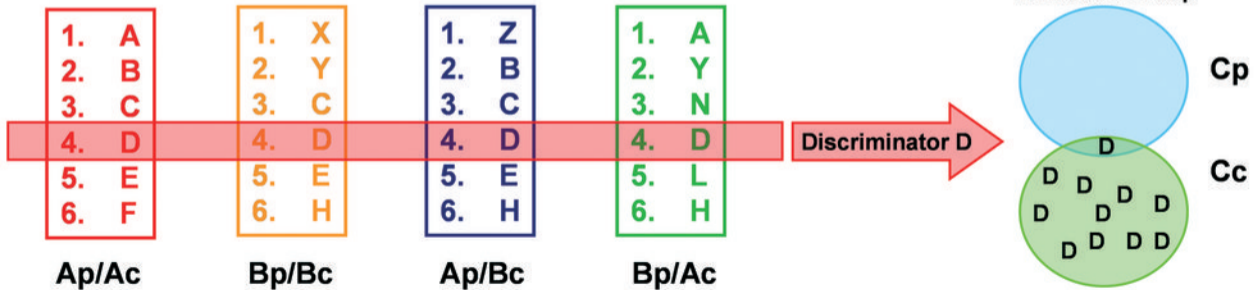 1. A
2. B
3. C
4. D
5. E
6. F
Ap/Ac
1. X
2. Y
3. C
4. D
5. E
6. H
Bp/Bc
1. Z
2. B
3. C
4. D
5. E
6. H
Ap/Bc
1. A
2. Y
3. N
4. D
5. L
6. H
Bp/Ac
Discriminator D
Cp
Cc
D
D
D
D
D
D
D
D
D
D
D